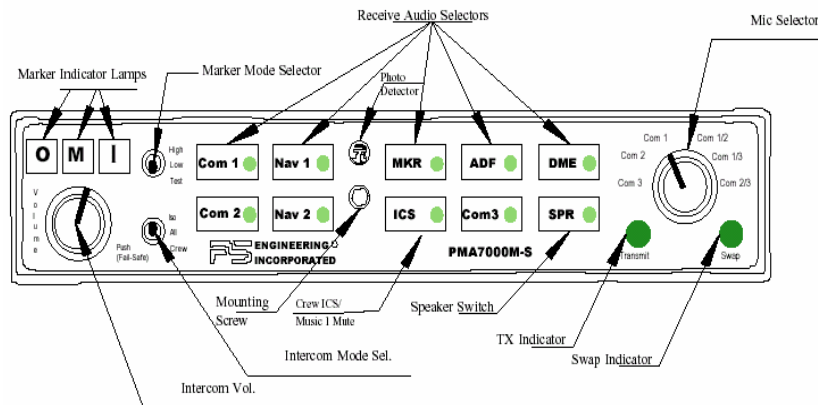 Receive Audio Selectors
Mic Selector
Marker Indicator Lamps
Marker Mode Selector
Photo
Detector
O M I
High
Low
Test
Com 1
Nav 1
MKR
ADF
DME
Com 1
Com 2
Com 3
Com 1/2
Com 1/3
Com 2/3
Volume
Iso
All
Crew
Push
(Fail-Safe)
Com 2
Nav 2
ICS
Com3
SPR
PS ENGINEERING
INCORPORATED
PMA7000M-S
Transmit
Swap
Mounting
Screw
Crew ICS/
Music 1 Mute
Speaker Switch
TX Indicator
Swap Indicator
Intercom Mode Sel.
Intercom Vol.